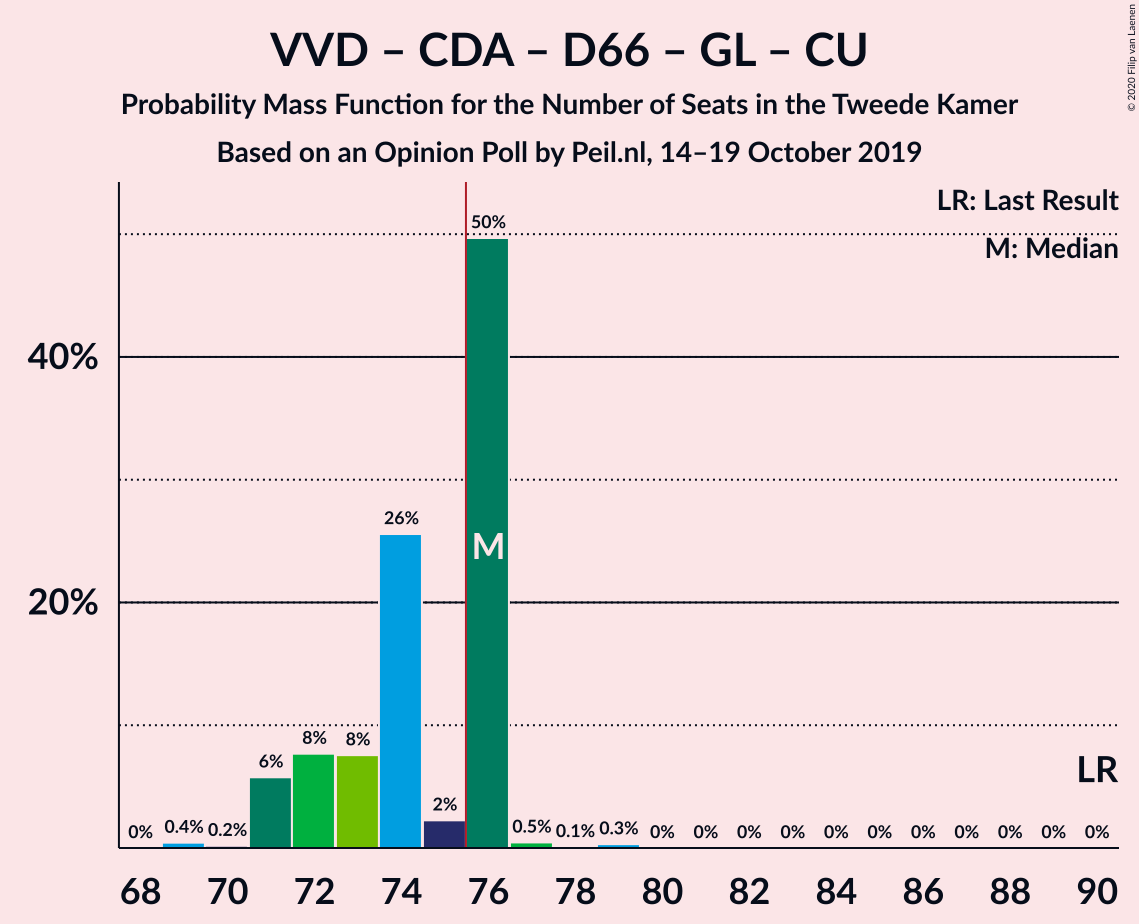 VVD – CDA – D66 – GL – CU
Probability Mass Function for the Number of Seats in the Tweede Kamer
Based on an Opinion Poll by Peil.nl, 14–19 October 2019
© 2020 Filip van Laenen
LR: Last Result
M: Median
50%
40%
26%
M
20%
8%
8%
6%
2%
LR
0%
0.4%
0.2%
0.5%
0.1%
0.3%
0%
0%
0%
0%
0%
0%
0%
0%
0%
0%
0%
68 70 72 74 76 78 80 82 84 86 88 90